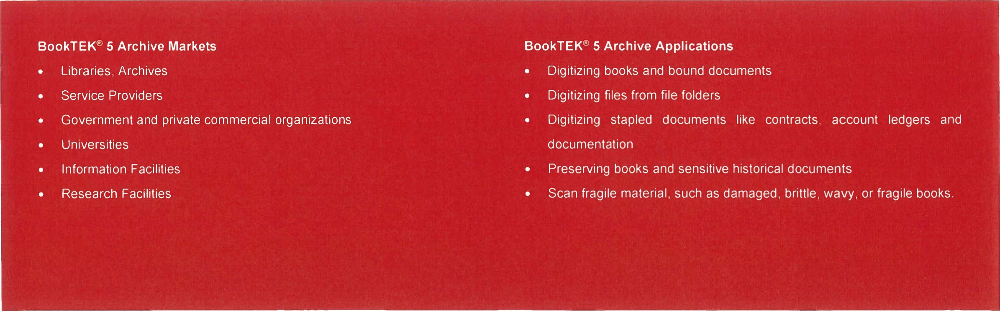 BookTEK® 5 Archive Markets
• Libraries, Archives
• Service Providers
• Government and private commercial organizations
• Universities
• Information Facilities
• Research Facilities
BookTEK® 5 Archive Applications
• Digitizing books and bound documents
• Digitizing files from file folders
• Digitizing stapled documents like contracts, account ledgers and
documentation
• Preserving books and sensitive historical documents
• Scan fragile material, such as damaged, brittle, wavy, or fragile books.